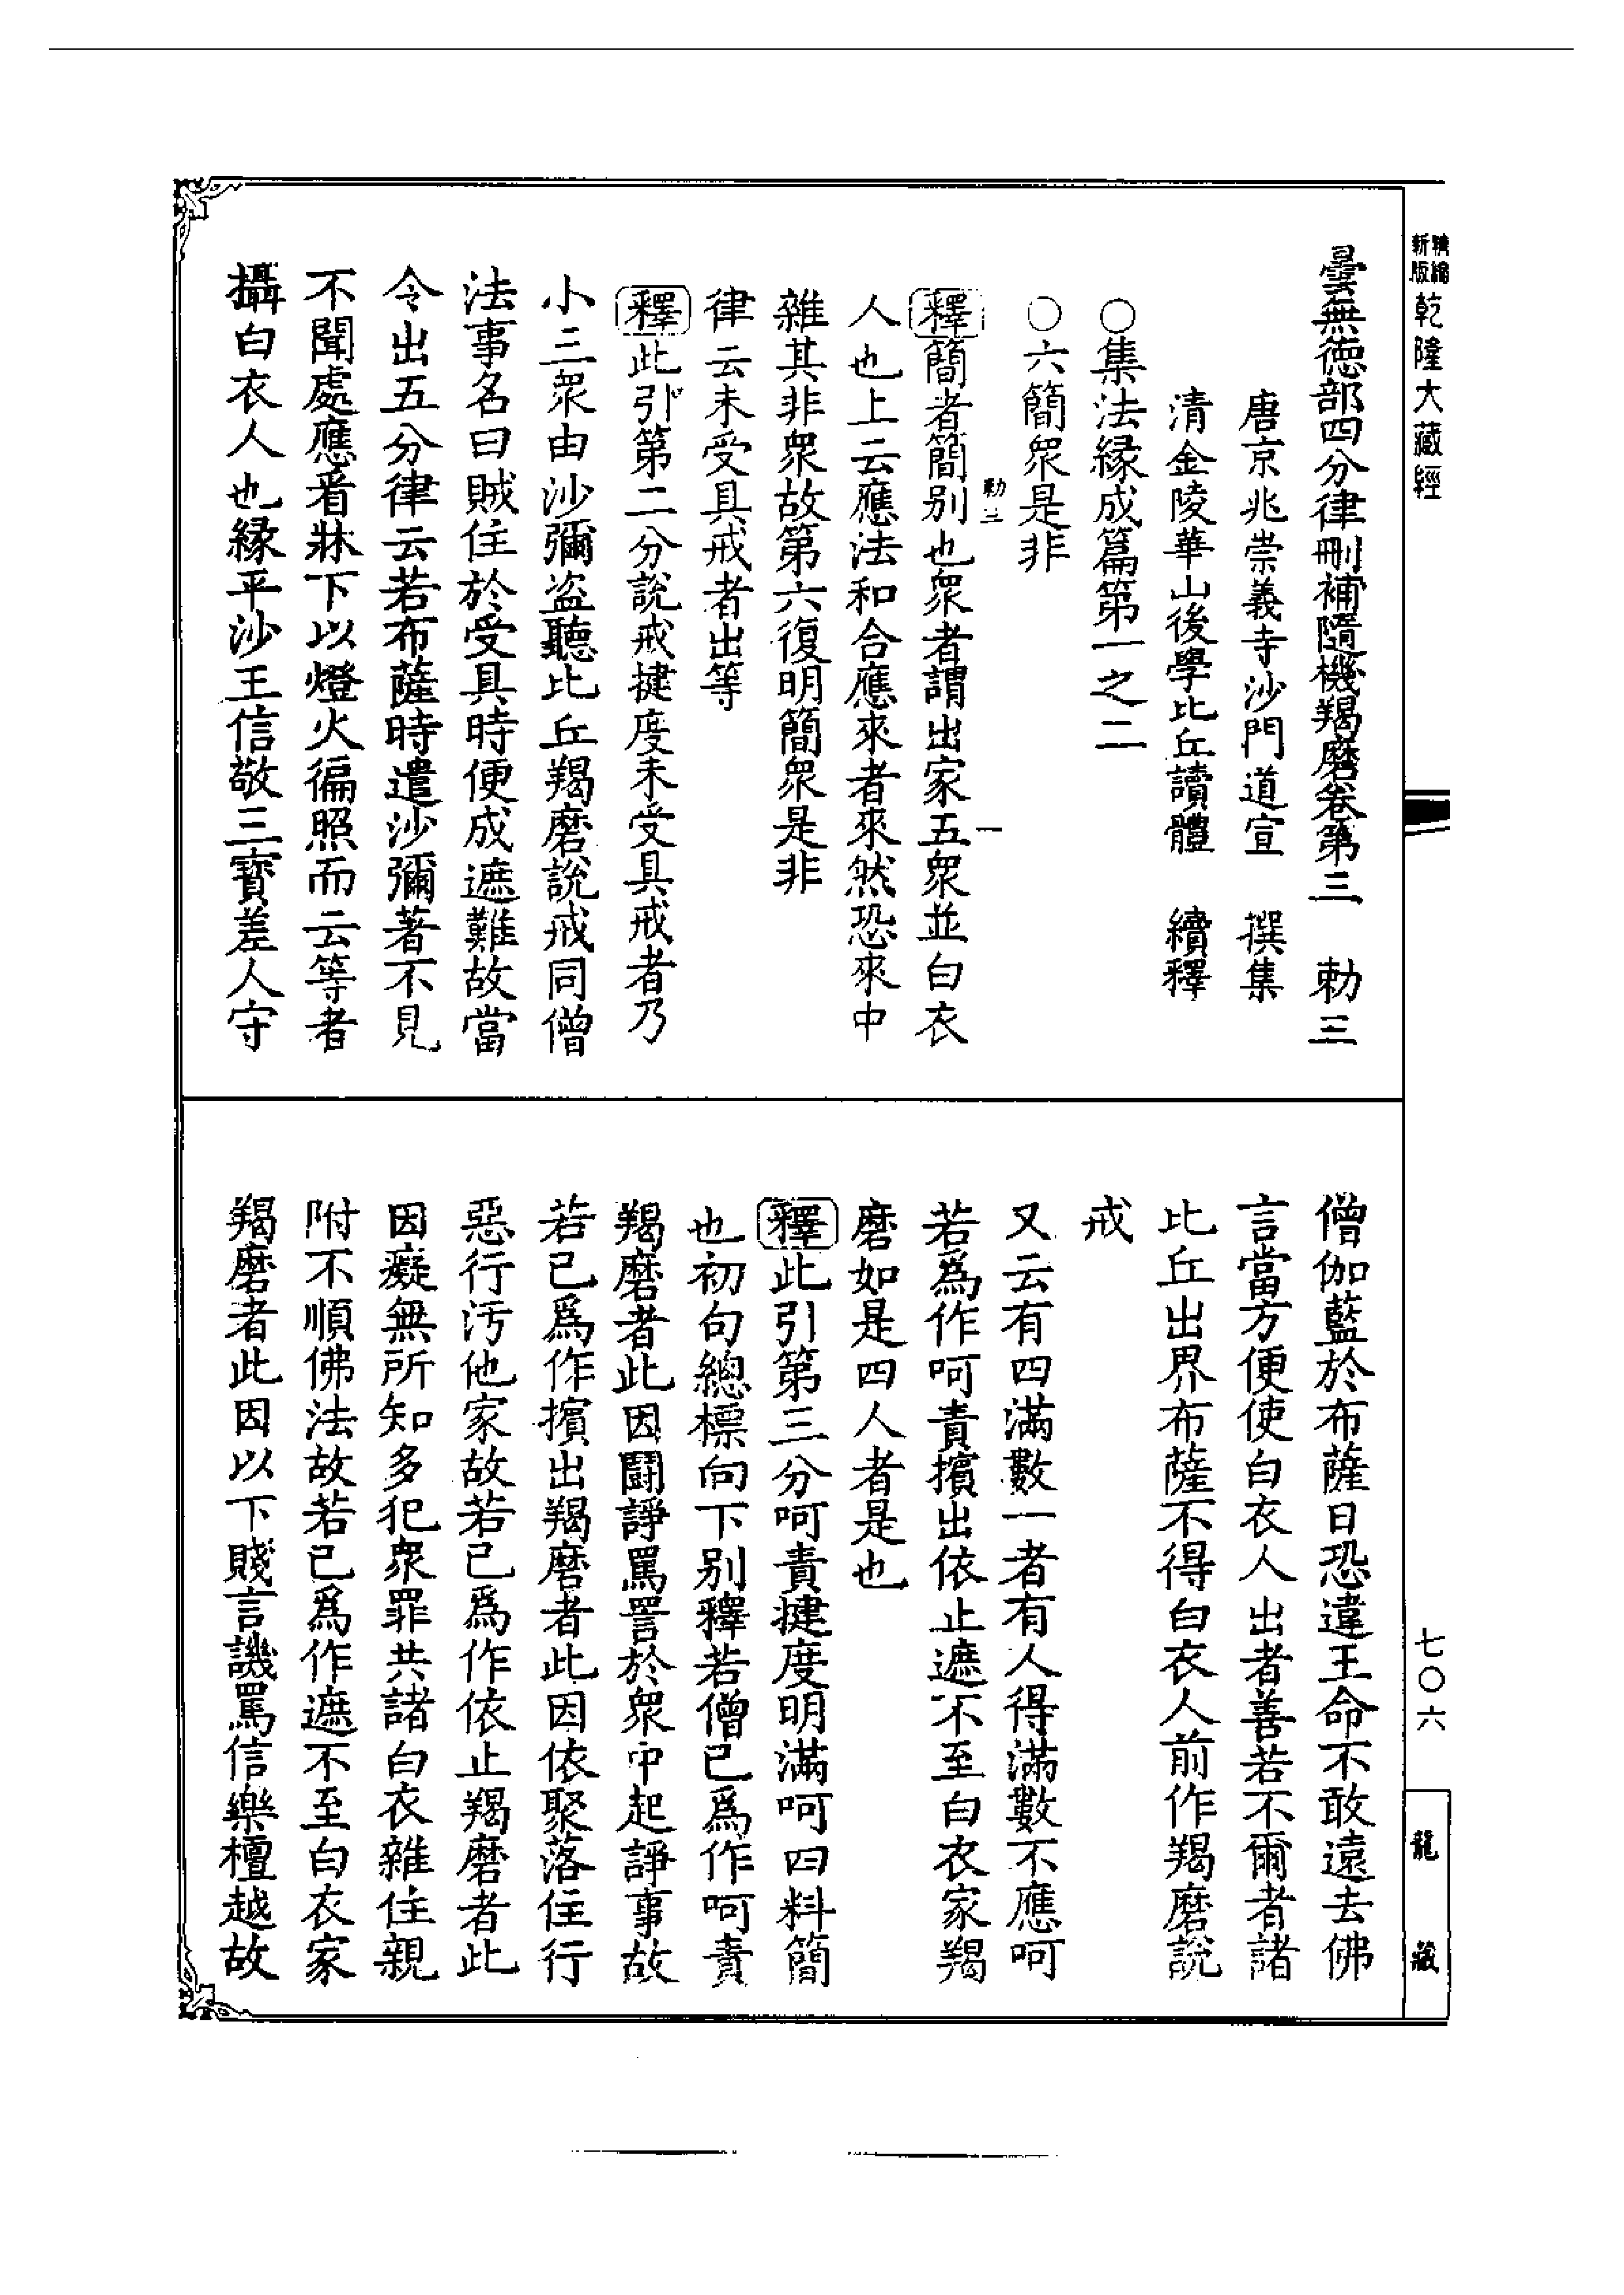 精縮新版乾隆大藏經
曇無德部四分律刪補隨機羯磨卷第三　勅三
唐京兆崇義寺沙門道宣　撰集
清金陵華山後學比丘讀體　續釋
○集法緣成篇第一之二
○六簡眾是非
勅三　一
釋簡者簡別也眾者謂出家五眾並白衣
人也上云應法和合應來者來然恐來中
雜其非眾故第六復明簡眾是非
律云未受具戒者出等
釋此引第二分說戒揵度未受具戒者乃
小三眾由沙彌盜聽比丘羯磨說戒同僧
法事名曰賊住於受具時便成遮難故當
令出五分律云若布薩時遣沙彌著不見
不聞處應看牀下以燈火徧照而云等者
攝白衣人也緣平沙王信敬三寶差人守
僧伽藍於布薩日恐違王命不敢遠去佛
言當方便使白衣人出者善若不爾者諸
比丘出界布薩不得白衣人前作羯磨說
戒
又云有四滿數一者有人得滿數不應呵
若爲作呵責擯出依止遮不至白衣家羯
磨如是四人者是也
釋此引第三分呵責揵度明滿呵四料簡
也初句總標向下別釋若僧已爲作呵責
羯磨者此因鬪諍罵詈於眾中起諍事故
若已爲作擯出羯磨者此因依聚落住行
惡行污他家故若已爲作依止羯磨者此
因癡無所知多犯眾罪共諸白衣雜住親
附不順佛法故若已爲作遮不至白衣家
羯磨者此因以下賤言譏罵信樂檀越故
七〇六
龍藏